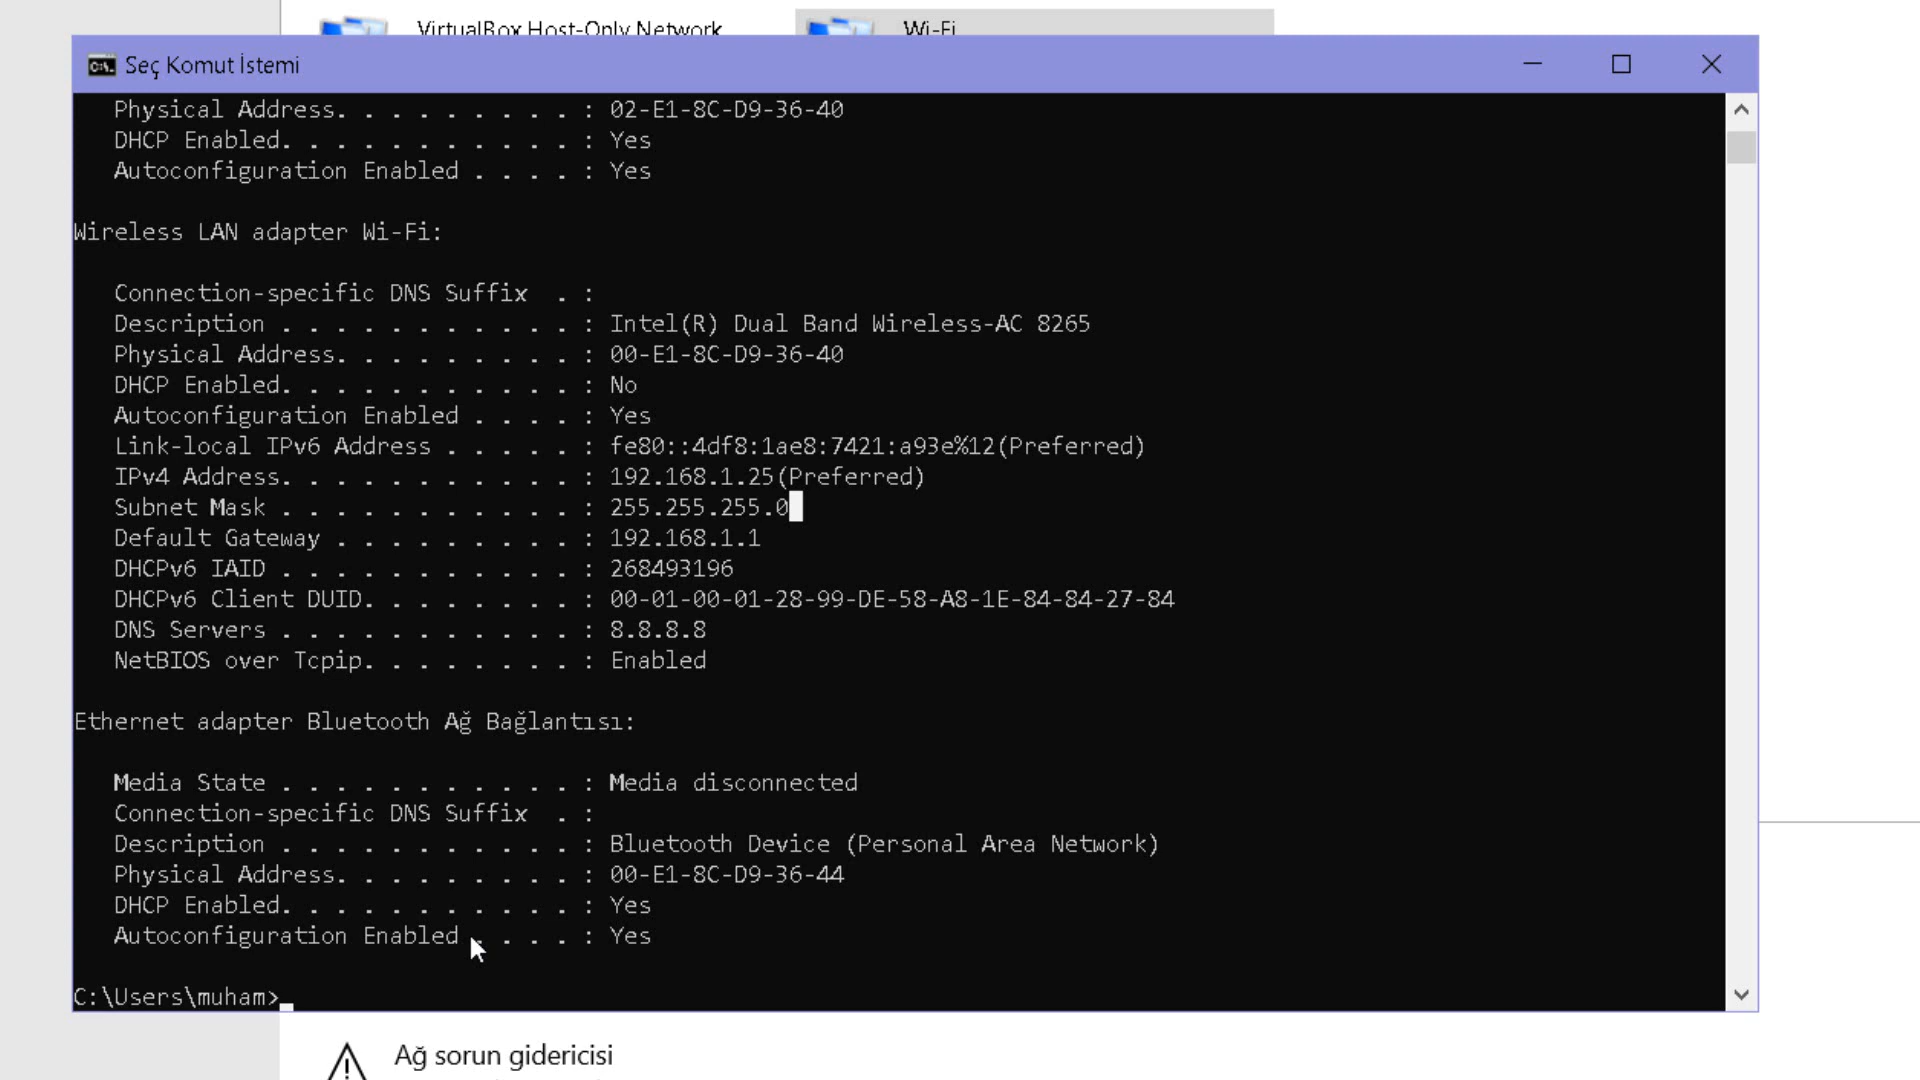 VirtualBox Host-Only Network
Wi-Fi
Seç Komut İstemi
Physical Address. . . . . . . . . : 02-E1-8C-D9-36-40
DHCP Enabled. . . . . . . . . . . : Yes
Autoconfiguration Enabled . . . . : Yes
Wireless LAN adapter Wi-Fi:
Connection-specific DNS Suffix  . :
Description . . . . . . . . . . . : Intel(R) Dual Band Wireless-AC 8265
Physical Address. . . . . . . . . : 00-E1-8C-D9-36-40
DHCP Enabled. . . . . . . . . . . : No
Autoconfiguration Enabled . . . . : Yes
Link-local IPv6 Address . . . . . : fe80::4df8:1ae8:7421:a93e%12(Preferred)
IPv4 Address. . . . . . . . . . . : 192.168.1.25(Preferred)
Subnet Mask . . . . . . . . . . . : 255.255.255.0
Default Gateway . . . . . . . . . : 192.168.1.1
DHCPv6 IAID . . . . . . . . . . . : 268493196
DHCPv6 Client DUID. . . . . . . . : 00-01-00-01-28-99-DE-58-A8-1E-84-84-27-84
DNS Servers . . . . . . . . . . . : 8.8.8.8
NetBIOS over Tcpip. . . . . . . . : Enabled
Ethernet adapter Bluetooth Ağ Bağlantısı:
Media State . . . . . . . . . . . : Media disconnected
Connection-specific DNS Suffix  . :
Description . . . . . . . . . . . : Bluetooth Device (Personal Area Network)
Physical Address. . . . . . . . . : 00-E1-8C-D9-36-44
DHCP Enabled. . . . . . . . . . . : Yes
Autoconfiguration Enabled . . . . : Yes
C:\Users\muham>
Ağ sorun gidericisi